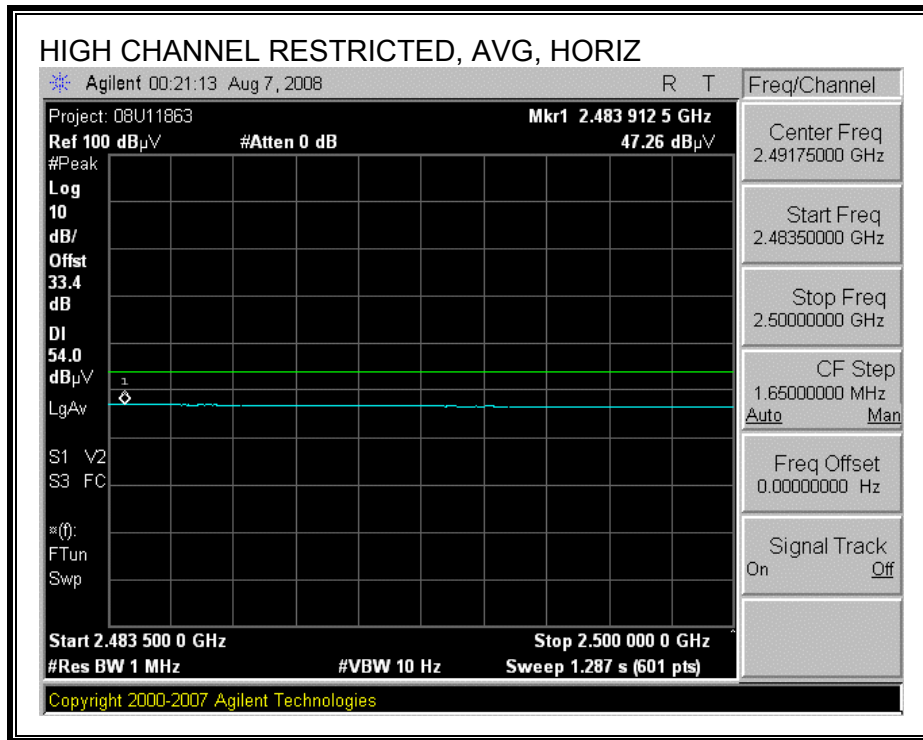 HIGH CHANNEL RESTRICTED, AVG, HORIZ
Agilent 00:21:13 Aug 7, 2008 R T
Project: 08U11863 Mkr1 2.483 912 5 GHz
Ref 100 dBµV #Atten 0 dB 47.26 dBµV
#Peak
Log
10
dB/
Offst
33.4
dB
DI
54.0
dBµV
LgAv
1
S1 V2
S3 FC
¤(f):
FTun
Swp
Start 2.483 500 0 GHz Stop 2.500 000 0 GHz
#Res BW 1 MHz #VBW 10 Hz Sweep 1.287 s (601 pts)
Copyright 2000-2007 Agilent Technologies
Freq/Channel
Center Freq
2.49175000 GHz
Start Freq
2.48350000 GHz
Stop Freq
2.50000000 GHz
CF Step
1.65000000 MHz
Auto Man
Freq Offset
0.00000000 Hz
Signal Track
On Off